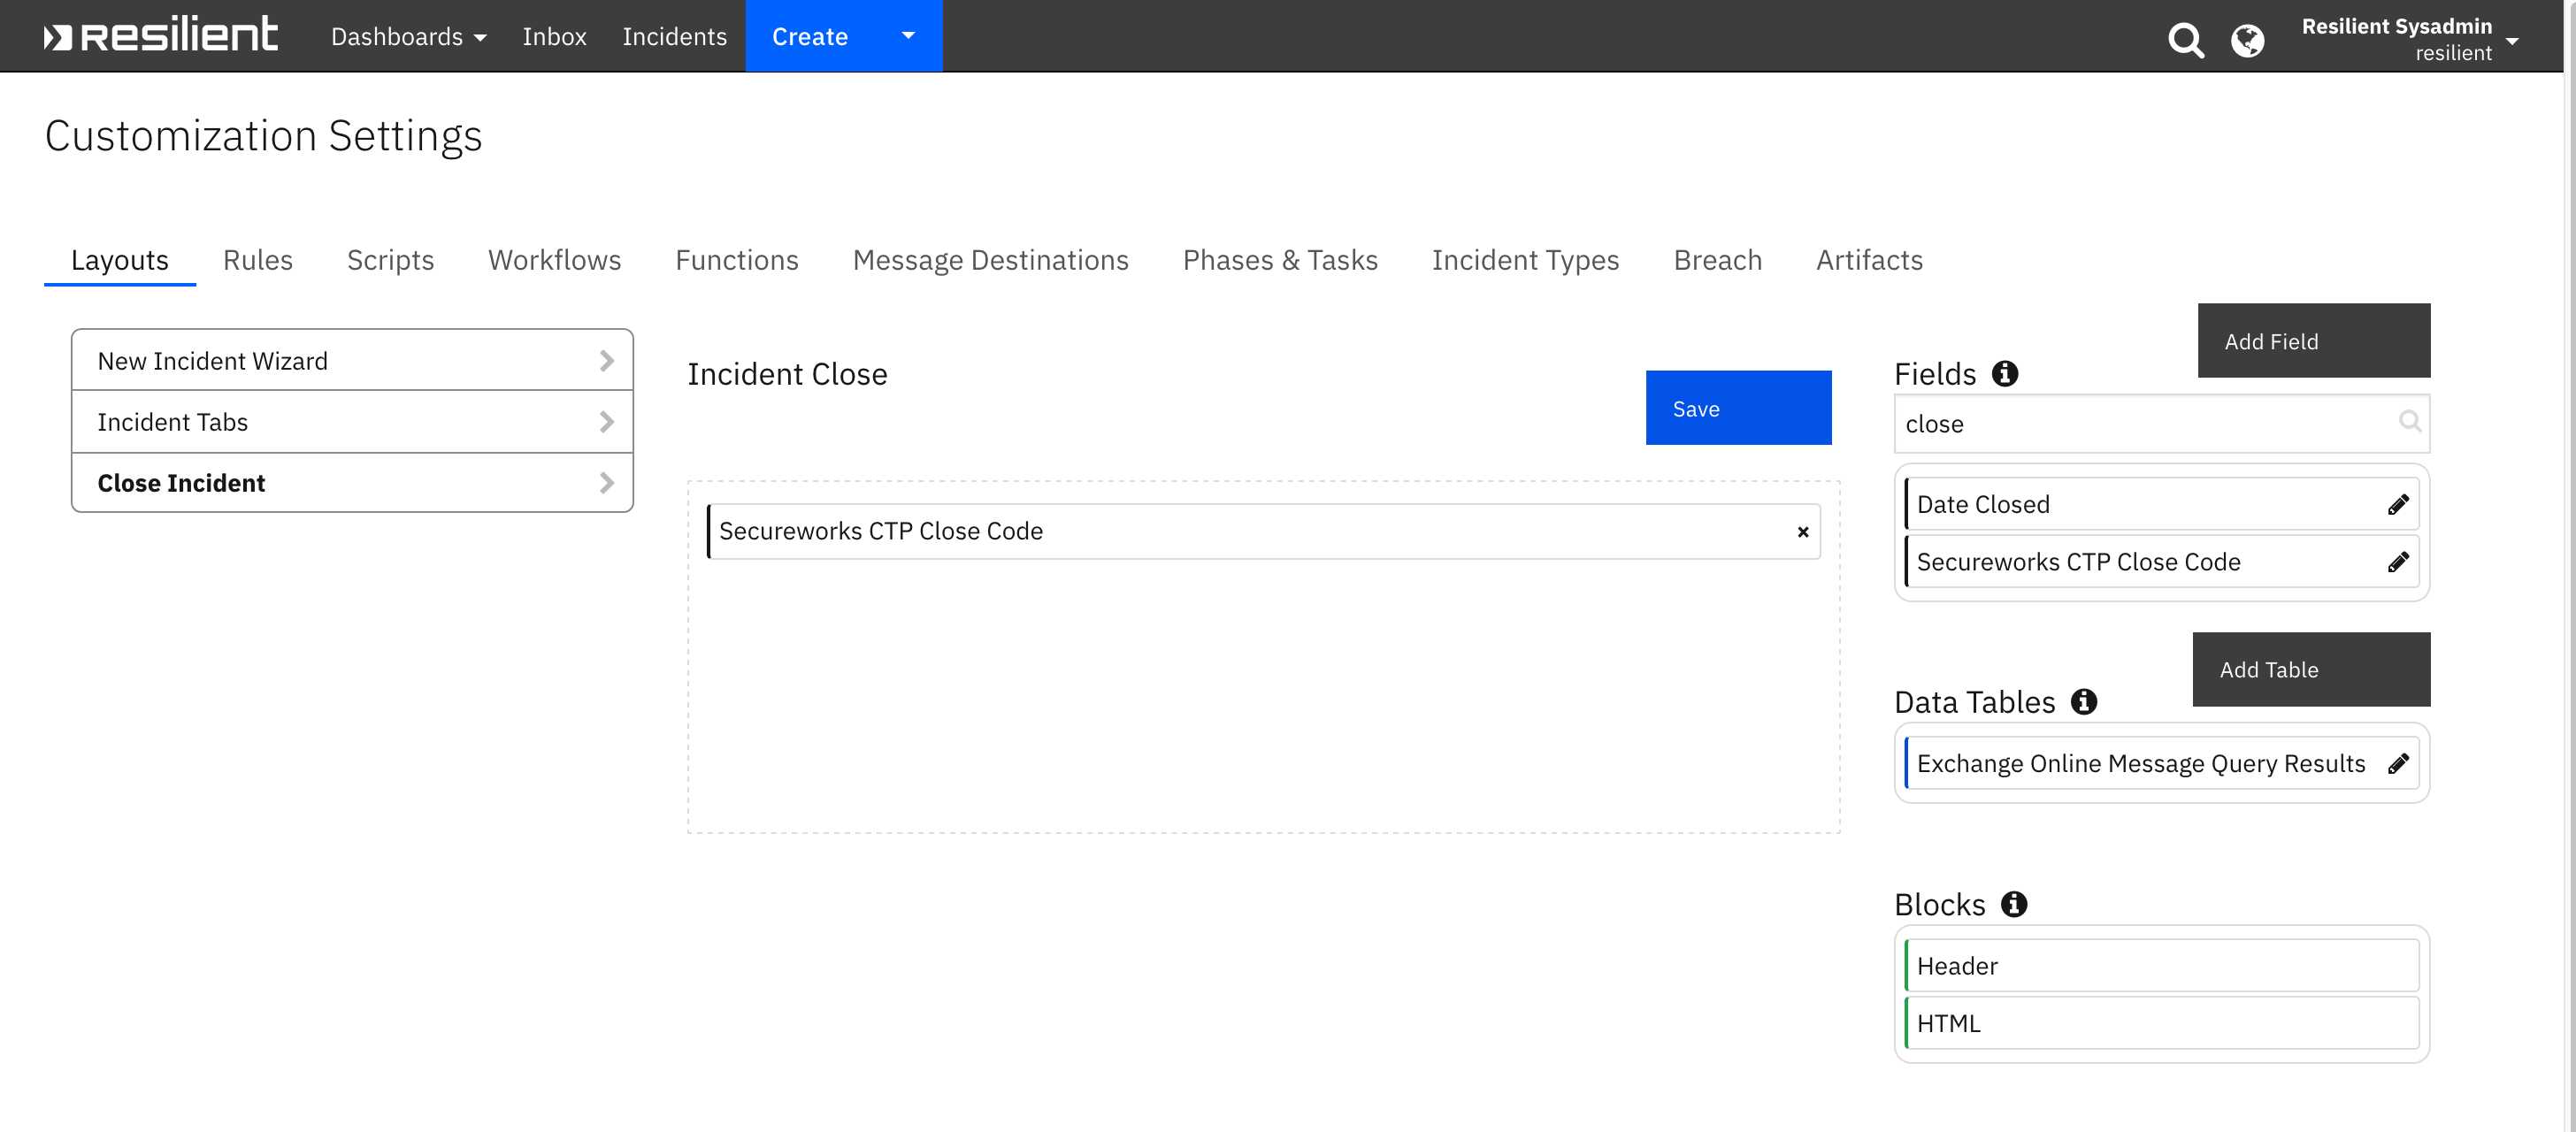 resilient
Dashboards Inbox Incidents Create
Resilient Sysadmin
resilient
Customization Settings
Layouts Rules Scripts Workflows Functions Message Destinations Phases & Tasks Incident Types Breach Artifacts
New Incident Wizard
Incident Tabs
Close Incident
Incident Close
Save
Secureworks CTP Close Code
Add Field
Fields
close
Date Closed
Secureworks CTP Close Code
Add Table
Data Tables
Exchange Online Message Query Results
Blocks
Header
HTML